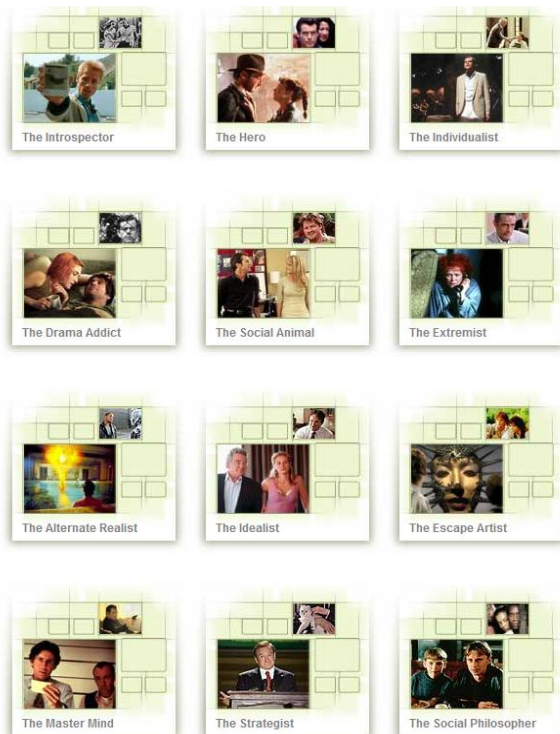 The Introspector
The Hero
The Individualist
The Drama Addict
The Social Animal
The Extremist
The Alternate Realist
The Idealist
The Escape Artist
The Master Mind
The Strategist
The Social Philosopher